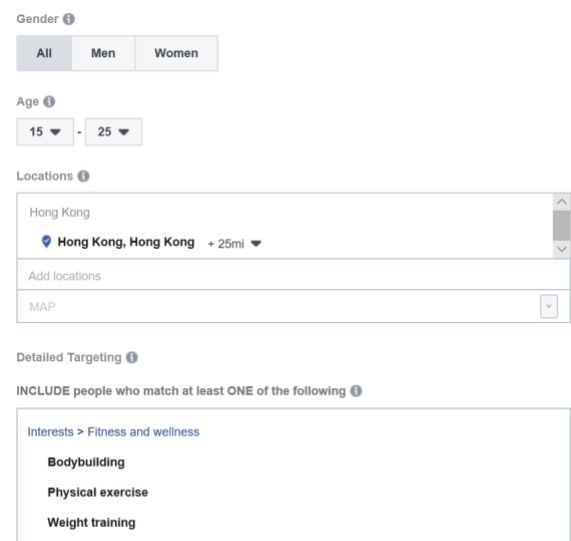 Gender
All Men Women
Age
15 - 25
Locations
Hong Kong
Hong Kong, Hong Kong + 25mi
Add locations
MAP
Detailed Targeting
INCLUDE people who match at least ONE of the following
Interests > Fitness and wellness
Bodybuilding
Physical exercise
Weight training